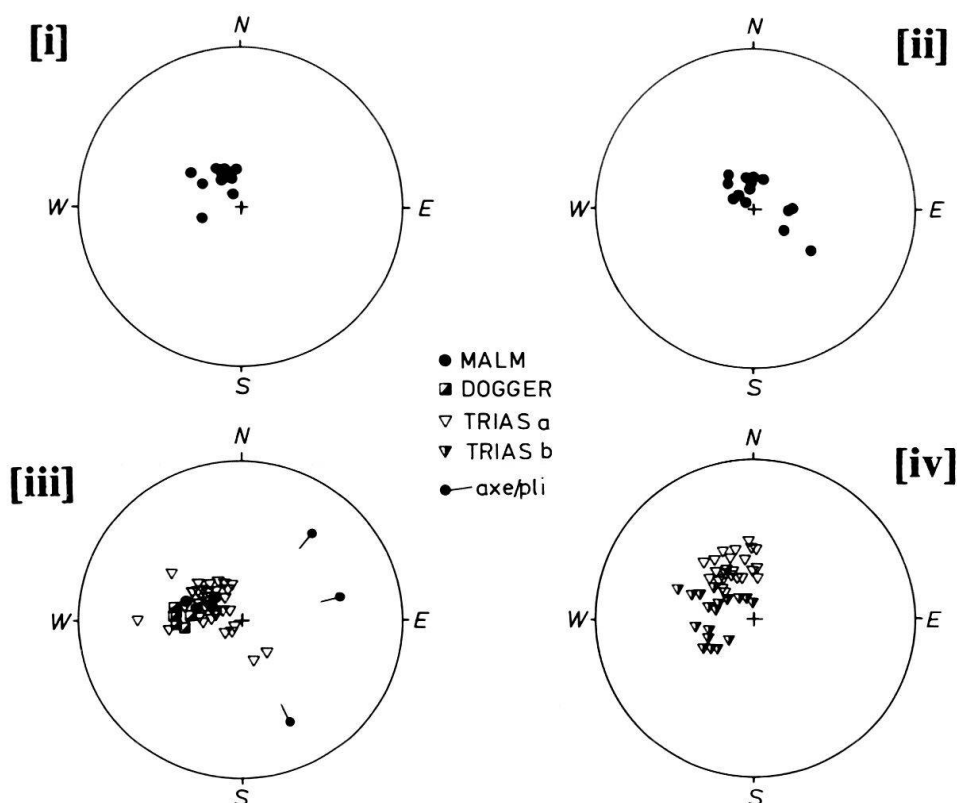 [i]
N
W
E
S
[ii]
N
W
E
S
MALM
DOGGER
TRIAS a
TRIAS b
axe/pli
[iii]
N
W
E
S
[iv]
N
W
E
S